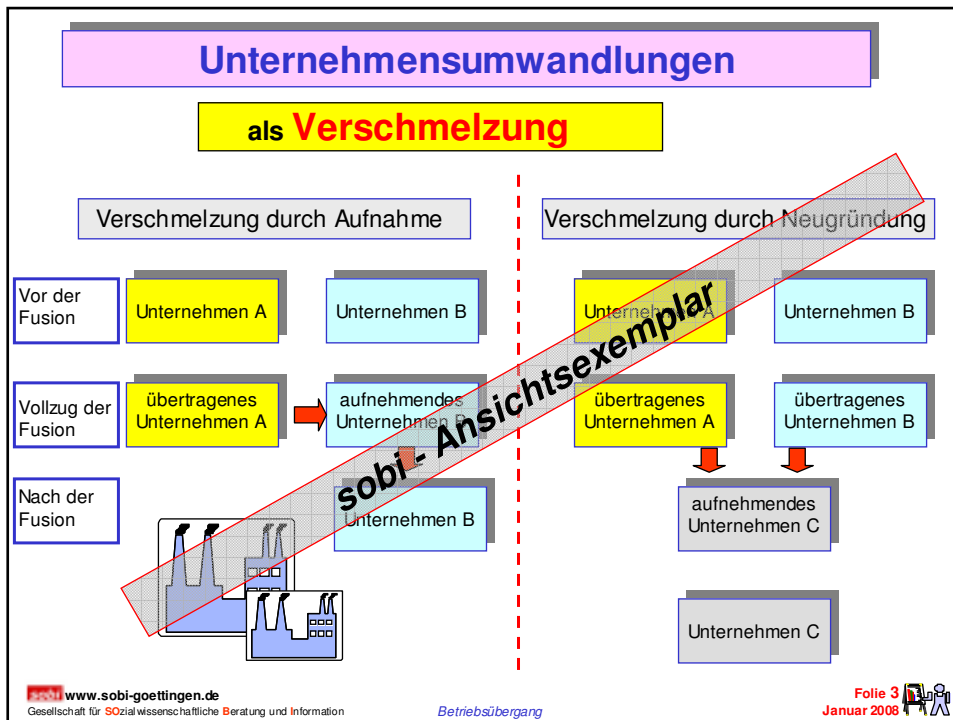 Unternehmensumwandlungen
als Verschmelzung
Verschmelzung durch Aufnahme
Verschmelzung durch Neugründung
Vor der
Fusion
Unternehmen A
Unternehmen B
Unternehmen A
Unternehmen B
Vollzug der
Fusion
übertragenes
Unternehmen A
aufnehmendes
Unternehmen B
übertragenes
Unternehmen A
übertragenes
Unternehmen B
Nach der
Fusion
Unternehmen B
aufnehmendes
Unternehmen C
Unternehmen C
sobi - Ansichtsexemplar
sobi www.sobi-goettingen.de
Gesellschaft für SOzialwissenschaftliche Beratung und Information
Betriebsübergang
Folie 3
Januar 2008